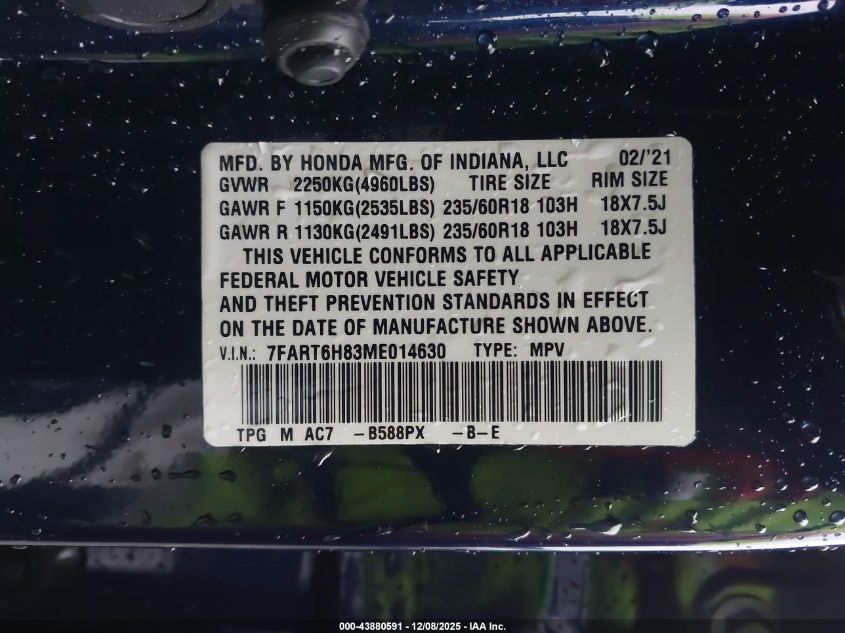 MFD. BY HONDA MFG. OF INDIANA, LLC 02/'21
GVWR 2250KG(4960LBS) TIRE SIZE RIM SIZE
GAWR F 1150KG(2535LBS) 235/60R18 103H 18X7.5J
GAWR R 1130KG(2491LBS) 235/60R18 103H 18X7.5J
THIS VEHICLE CONFORMS TO ALL APPLICABLE
FEDERAL MOTOR VEHICLE SAFETY
AND THEFT PREVENTION STANDARDS IN EFFECT
ON THE DATE OF MANUFACTURE SHOWN ABOVE.
V.I.N.: 7FART6H83ME014630 TYPE: MPV
TPG M AC7 -B588PX -B-E
000-43880591 - 12/08/2025 - IAA Inc.